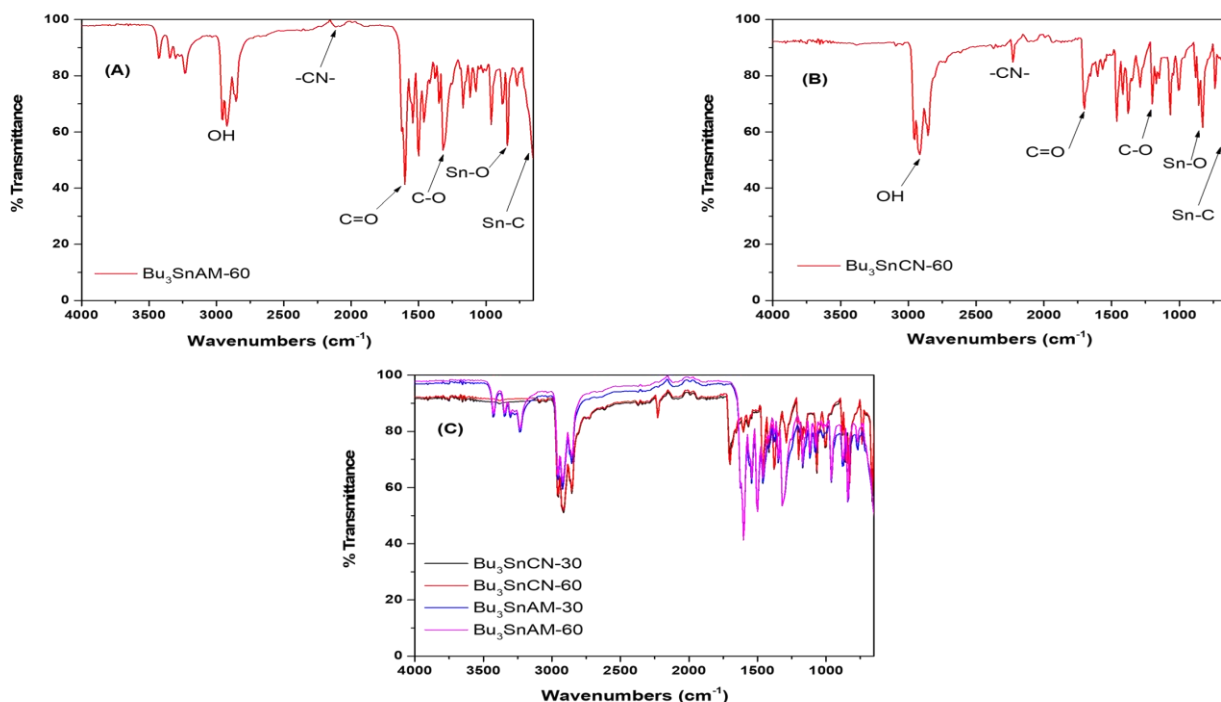 100
80
60
40
20
0
% Transmittance
(A)
-CN-
OH
C=O
C-O
Sn-O
Sn-C
Bu₃SnAM-60
4000 3500 3000 2500 2000 1500 1000
Wavenumbers (cm⁻¹)
100
80
60
40
20
0
% Transmittance
(B)
-CN-
OH
C=O
C-O
Sn-O
Sn-C
Bu₃SnCN-60
4000 3500 3000 2500 2000 1500 1000
Wavenumbers (cm⁻¹)
100
80
60
40
20
0
% Transmittance
(C)
Bu₃SnCN-30
Bu₃SnCN-60
Bu₃SnAM-30
Bu₃SnAM-60
4000 3500 3000 2500 2000 1500 1000
Wavenumbers (cm⁻¹)